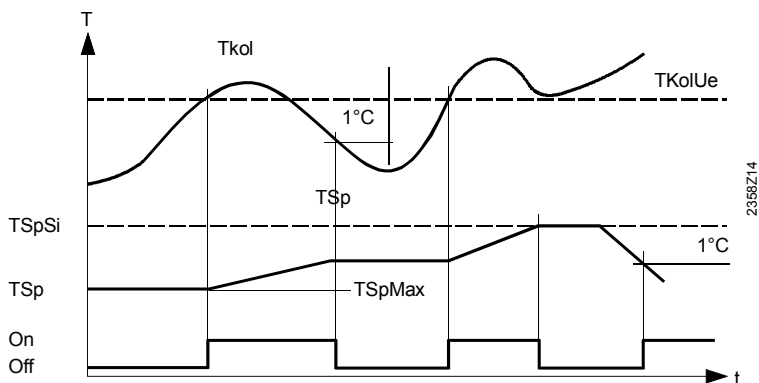 T
Tkol
TKolUe
1°C
TSp
TSpSi
1°C
TSp
TSpMax
On
Off
t
2358Z14